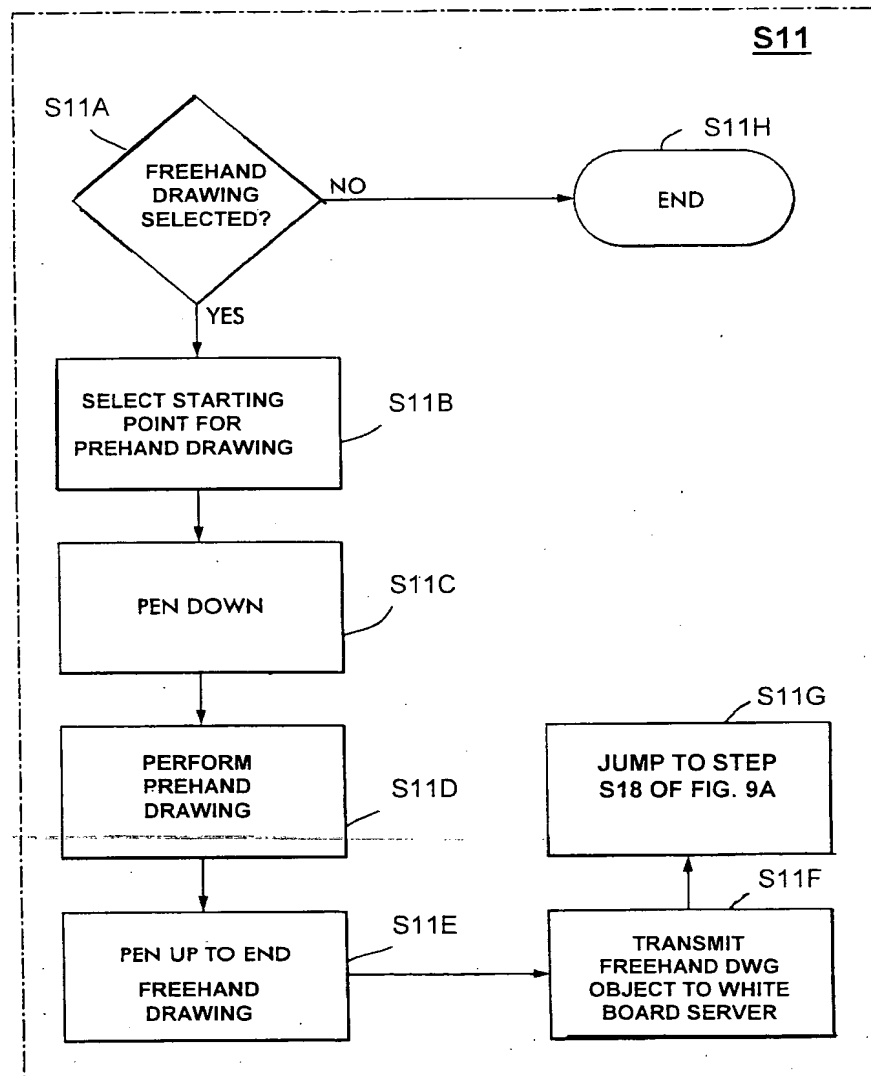 S11
S11A
FREEHAND
DRAWING
SELECTED?
NO
S11H
END
YES
SELECT STARTING
POINT FOR
PREHAND DRAWING
S11B
PEN DOWN
S11C
PERFORM
PREHAND
DRAWING
S11D
PEN UP TO END
FREEHAND
DRAWING
S11E
TRANSMIT
FREEHAND DWG
OBJECT TO WHITE
BOARD SERVER
S11F
JUMP TO STEP
S18 OF FIG. 9A
S11G